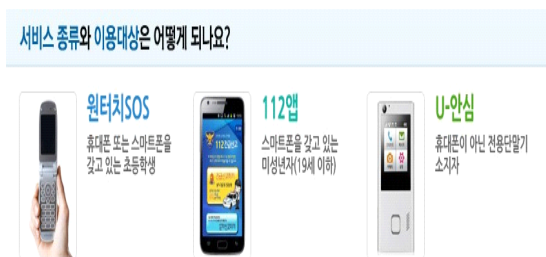 서비스 종류와 이용대상은 어떻게 되나요?
원터치SOS
휴대폰 또는 스마트폰을
갖고 있는 초등학생
112앱
스마트폰을 갖고 있는
미성년자(19세 이하)
U-안심
휴대폰이 아닌 전용단말기
소지자